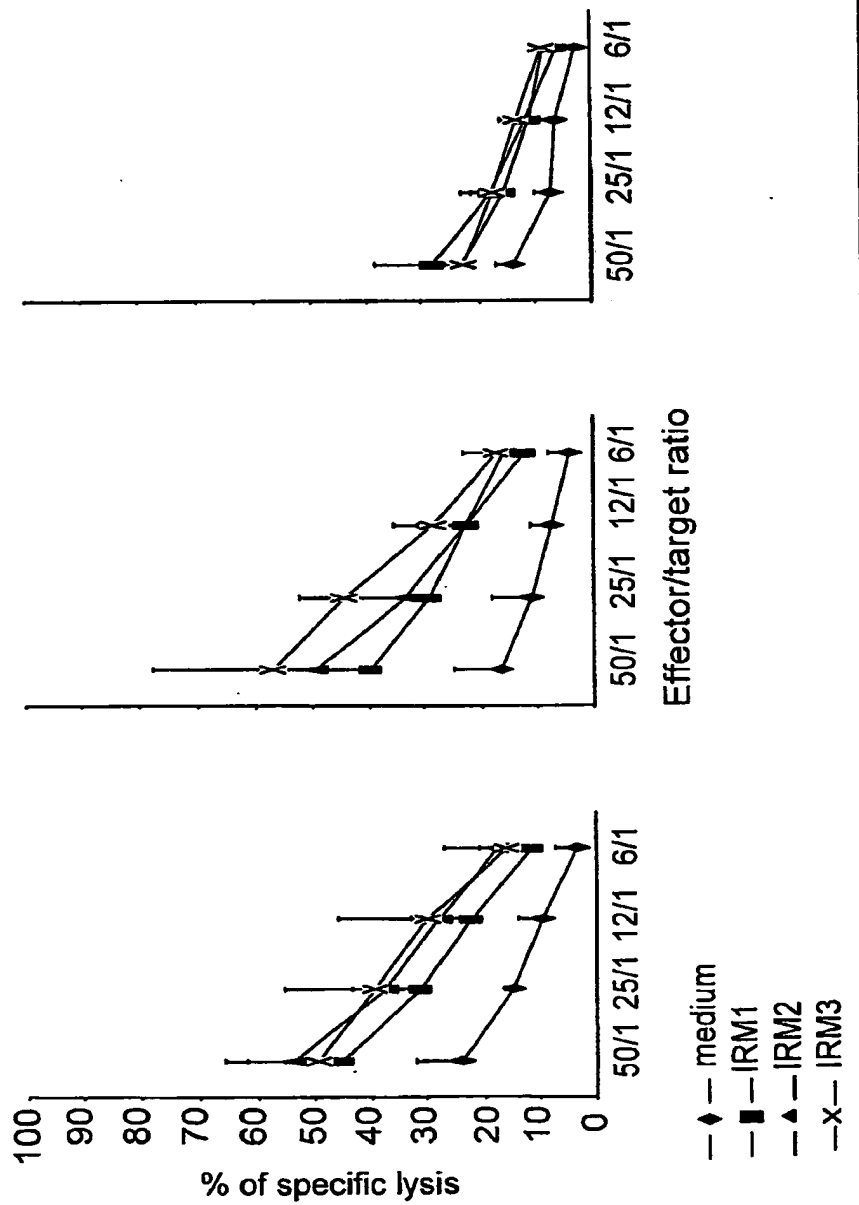 % of specific lysis
100
90
80
70
60
50
40
30
20
10
0
50/1 25/1 12/1 6/1
50/1 25/1 12/1 6/1
50/1 25/1 12/1 6/1
Effector/target ratio
medium
IRM1
IRM2
IRM3